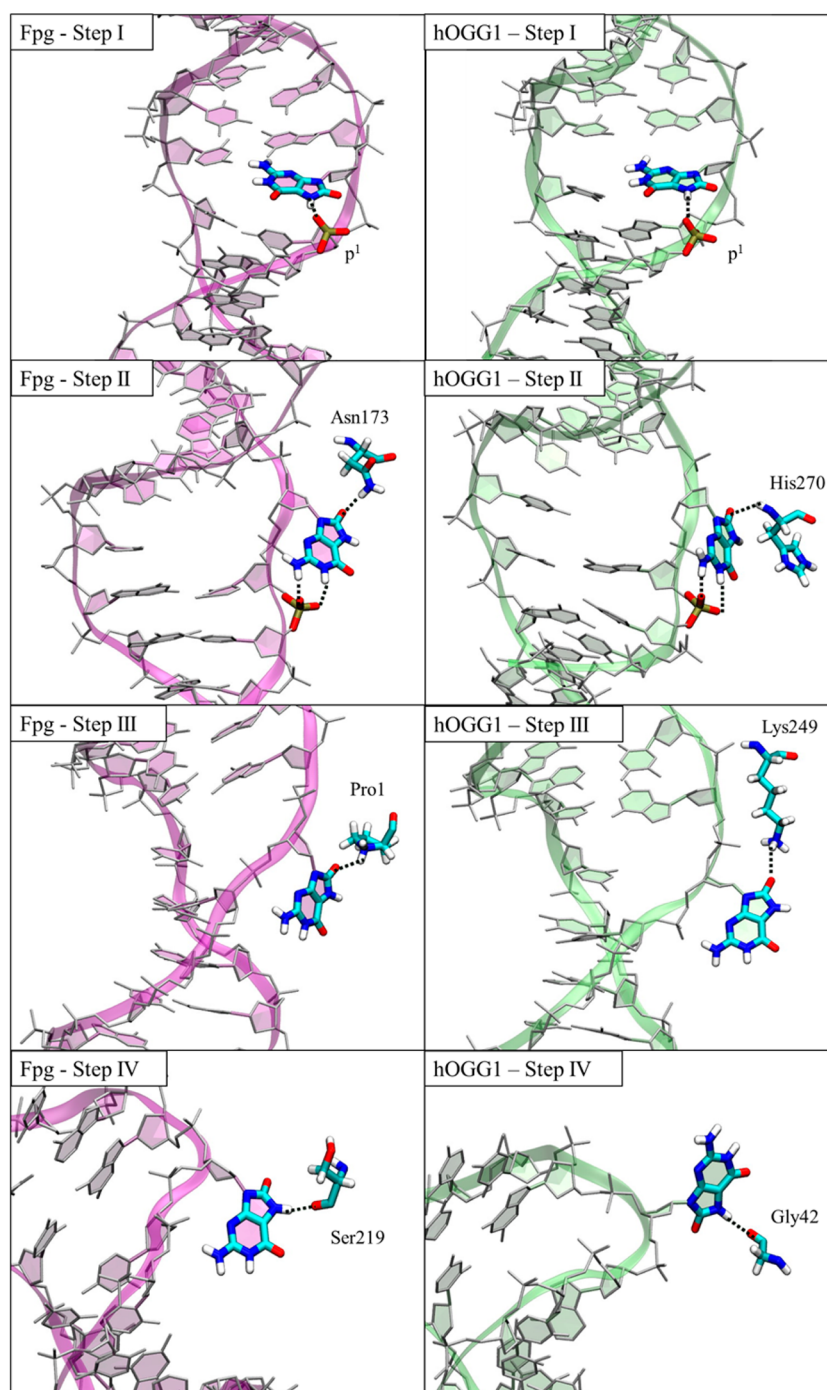 Fpg - Step I
hOGG1 – Step I
p¹
p¹
Fpg - Step II
hOGG1 – Step II
Asn173
His270
Fpg - Step III
hOGG1 – Step III
Lys249
Pro1
Fpg - Step IV
hOGG1 – Step IV
Ser219
Gly42